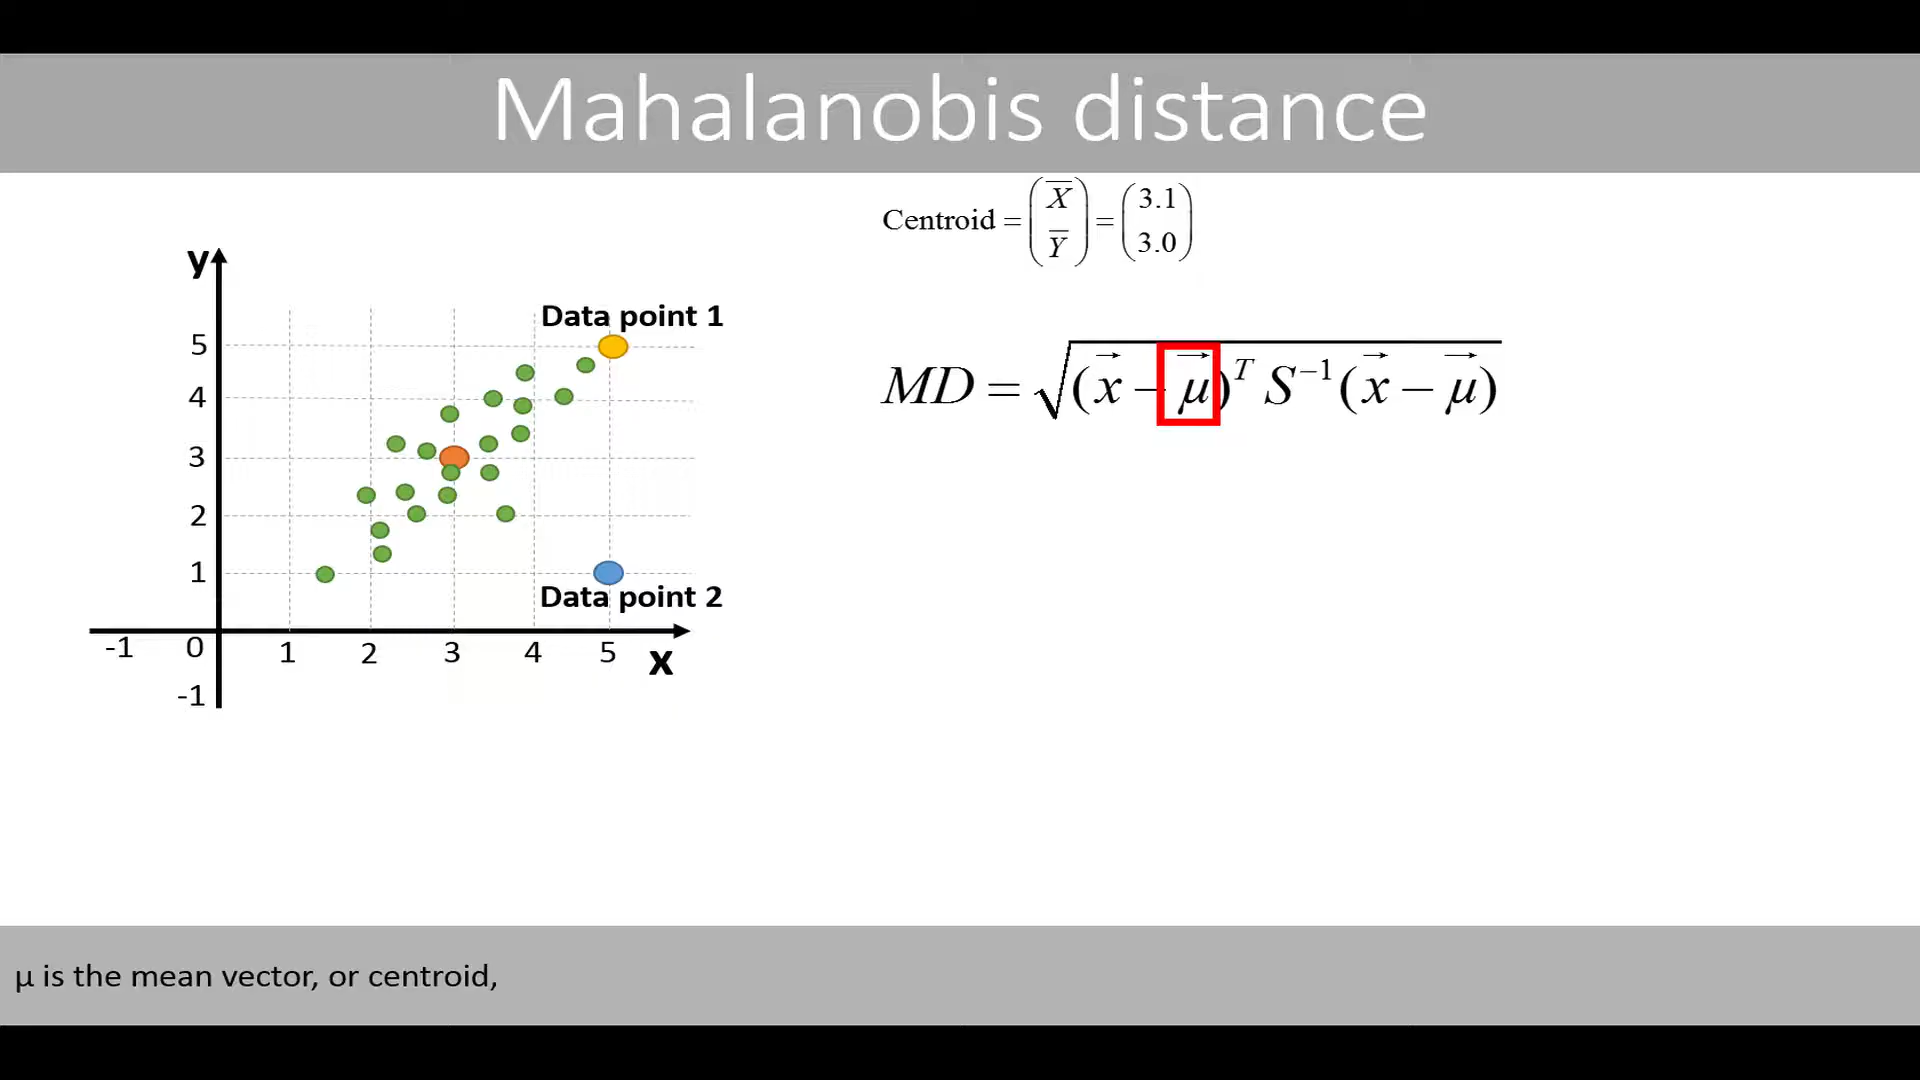 Mahalanobis distance
Centroid = (X̅ Y̅) = (3.1 3.0)
MD = √(x⃗ − μ⃗)ᵀ S⁻¹(x⃗ − μ⃗)
y
Data point 1
5
4
3
2
1
Data point 2
-1 0 1 2 3 4 5 x
-1
μ is the mean vector, or centroid,